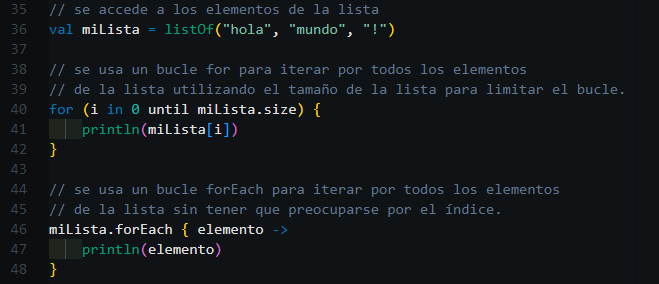 35 // se accede a los elementos de la lista
36 val miLista = listOf("hola", "mundo", "!")
37
38 // se usa un bucle for para iterar por todos los elementos
39 // de la lista utilizando el tamaño de la lista para limitar el bucle.
40 for (i in 0 until miLista.size) {
41     println(miLista[i])
42 }
43
44 // se usa un bucle forEach para iterar por todos los elementos
45 // de la lista sin tener que preocuparse por el índice.
46 miLista.forEach { elemento ->
47     println(elemento)
48 }